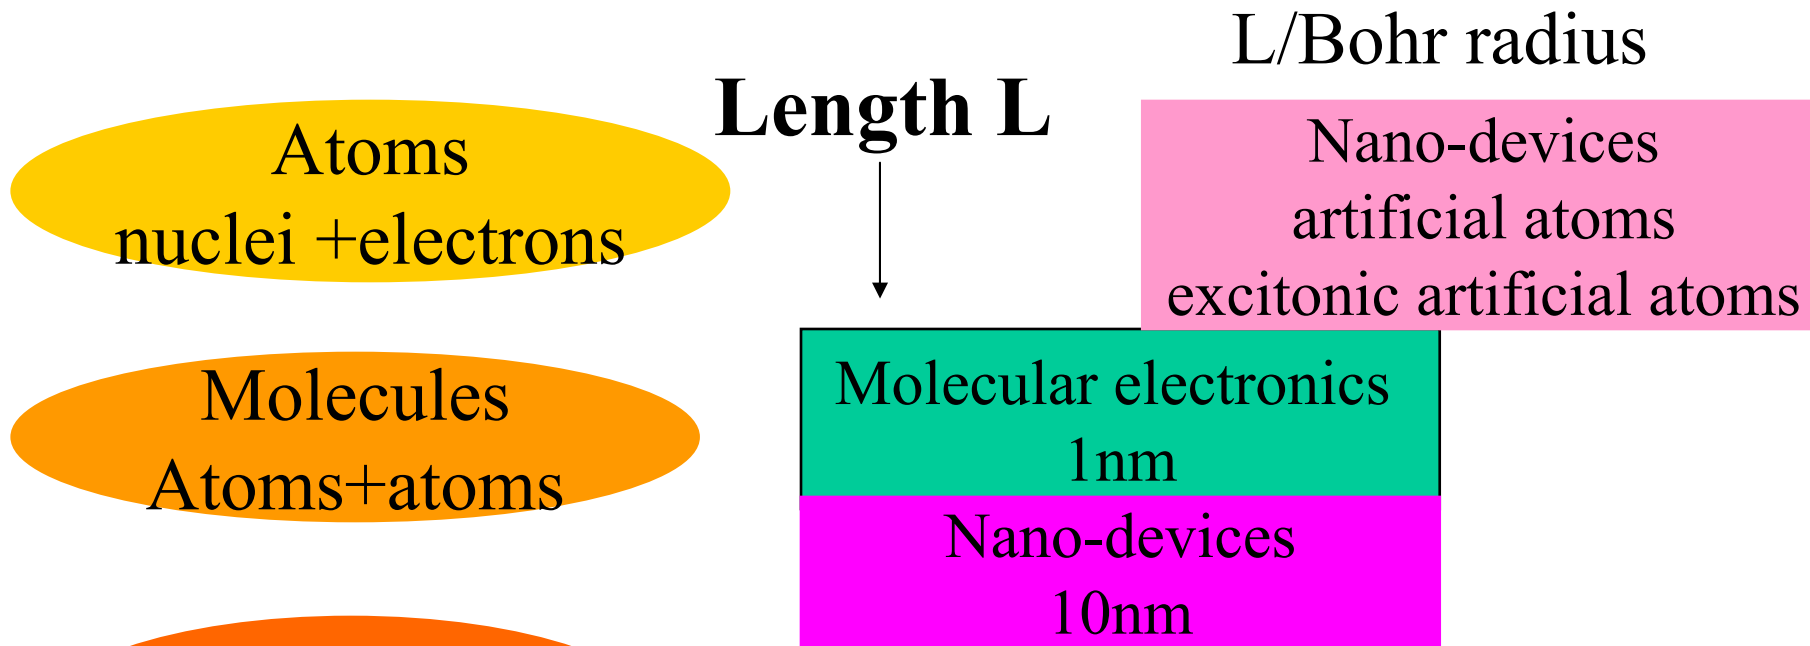 L/Bohr radius
Length L
Atoms
nuclei +electrons
Nano-devices
artificial atoms
excitonic artificial atoms
Molecules
Atoms+atoms
Molecular electronics
1nm
Nano-devices
10nm